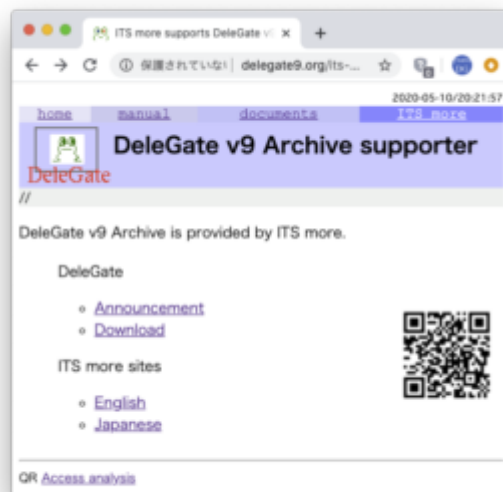 ITS more supports DeleGate v
保護されていない | delegate9.org/its-...
2020-05-10/20:21:57
home manual documents ITS more
DeleGate v9 Archive supporter
DeleGate
//
DeleGate v9 Archive is provided by ITS more.
DeleGate
Announcement
Download
ITS more sites
English
Japanese
QR Access analysis